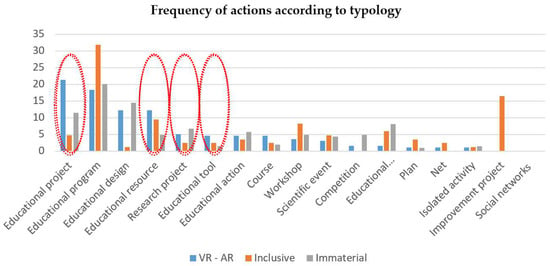 Frequency of actions according to typology
35
30
25
20
15
10
5
0
Educational project
Educational program
Educational design
Educational resource
Research project
Educational tool
Educational action
Course
Workshop
Scientific event
Competition
Educational...
Plan
Net
Isolated activity
Improvement project
Social networks
VR - AR
Inclusive
Immaterial